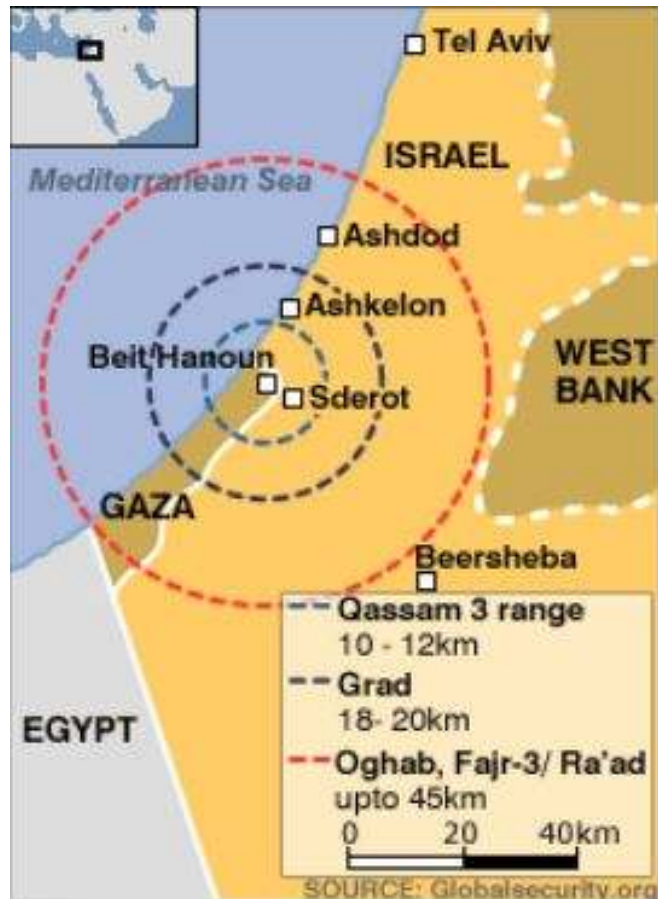 Tel Aviv
ISRAEL
Mediterranean Sea
Ashdod
Ashkelon
Beit Hanoun
WEST
BANK
Sderot
GAZA
Beersheba
Qassam 3 range
10 - 12km
Grad
18- 20km
EGYPT
Oghab, Fajr-3/ Ra'ad
upto 45km
0 20 40km
SOURCE: Globalsecurity.org